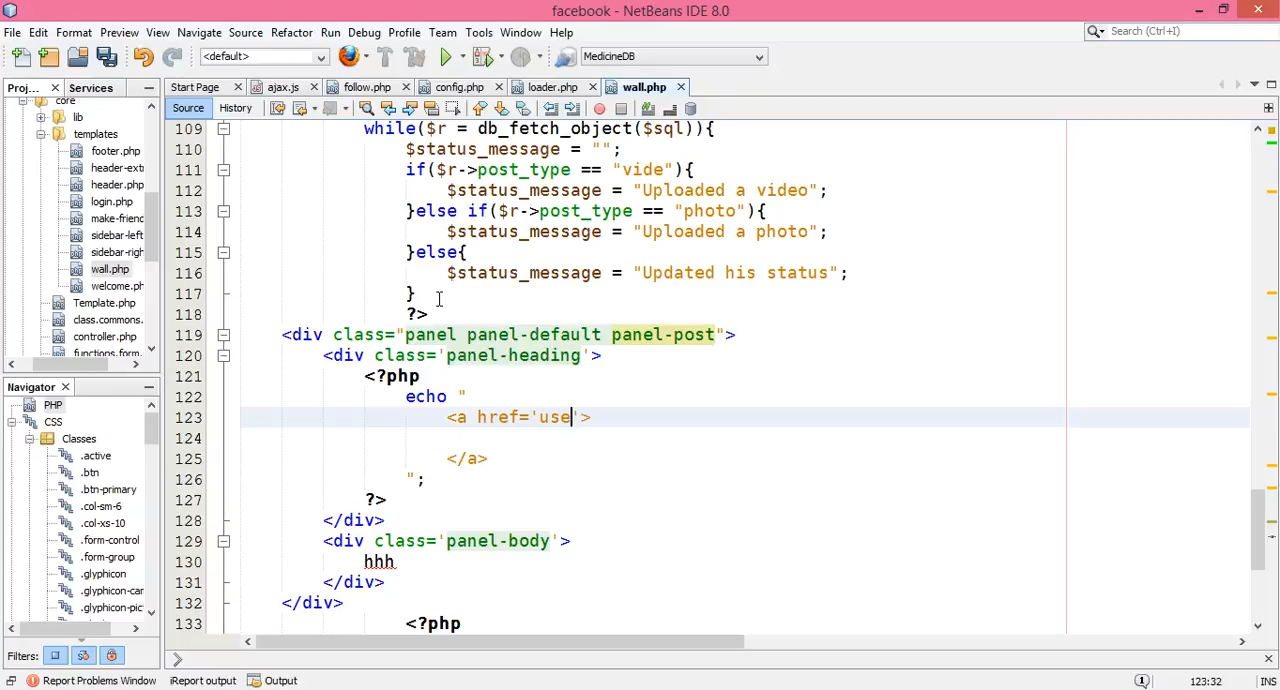 facebook - NetBeans IDE 8.0
File Edit Format Preview View Navigate Source Refactor Run Debug Profile Team Tools Window Help
Search (Ctrl+I)
<default> MedicineDB
Proj... Services
Start Page ajax.js follow.php config.php loader.php wall.php
Source History
core
lib
templates
footer.php
header-ext
header.php
login.php
make-friend
sidebar-left
sidebar-righ
wall.php
welcome.ph
Template.php
class.commons.
controller.php
functions.form.
Navigator
PHP
CSS
Classes
.active
.btn
.btn-primary
.col-sm-6
.col-xs-10
.form-control
.form-group
.glyphicon
.glyphicon-car
.glyphicon-pic
Filters:
109 while($r = db_fetch_object($sql)){
110 $status_message = "";
111 if($r->post_type == "vide"){
112 $status_message = "Uploaded a video";
113 }else if($r->post_type == "photo"){
114 $status_message = "Uploaded a photo";
115 }else{
116 $status_message = "Updated his status";
117 }
118 ?>
119 <div class="panel panel-default panel-post">
120 <div class='panel-heading'>
121 <?php
122 echo "
123 <a href='use'>
124
125 </a>
126 ";
127 ?>
128 </div>
129 <div class='panel-body'>
130 hhh
131 </div>
132 </div>
133 <?php
Report Problems Window iReport output Output
123:32 INS